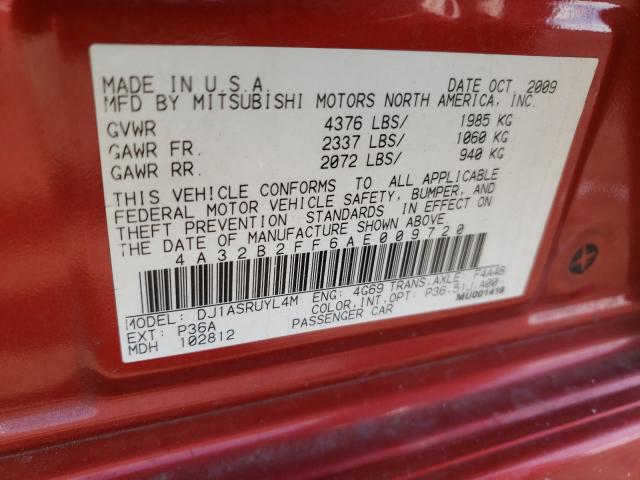 MADE IN U.S.A. DATE OCT. 2009
MFD BY MITSUBISHI MOTORS NORTH AMERICA, INC.
GVWR 4376 LBS/ 1985 KG
GAWR FR. 2337 LBS/ 1060 KG
GAWR RR. 2072 LBS/ 940 KG
THIS VEHICLE CONFORMS TO ALL APPLICABLE
FEDERAL MOTOR VEHICLE SAFETY, BUMPER, AND
THEFT PREVENTION STANDARDS IN EFFECT ON
THE DATE OF MANUFACTURE SHOWN ABOVE.
4A32B2FF6AE009720
MODEL: DJ1ASRUYL4M ENG: 4G69 TRANS.AXLE: F4A4B
EXT: P36A COLOR.INT.OPT: P36.51J.A00
MDH 102812 PASSENGER CAR MU001418